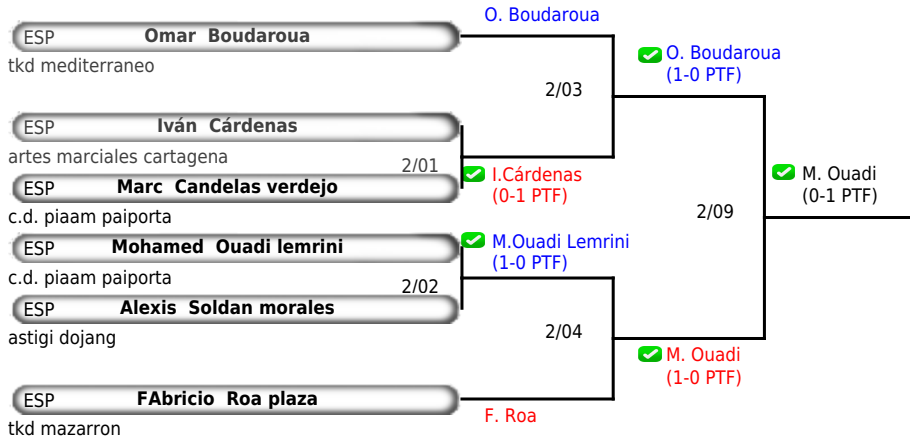 O. Boudaroua
ESP Omar Boudaroua
tkd mediterraneo
O. Boudaroua
(1-0 PTF)
2/03
ESP Iván Cárdenas
artes marciales cartagena
2/01
I.Cárdenas
(0-1 PTF)
ESP Marc Candelas verdejo
c.d. piaam paiporta
M. Ouadi
(0-1 PTF)
2/09
ESP Mohamed Ouadi lemrini
c.d. piaam paiporta
M.Ouadi Lemrini
(1-0 PTF)
2/02
ESP Alexis Soldan morales
astigi dojang
2/04
M. Ouadi
(1-0 PTF)
ESP FAbricio Roa plaza
tkd mazarron
F. Roa